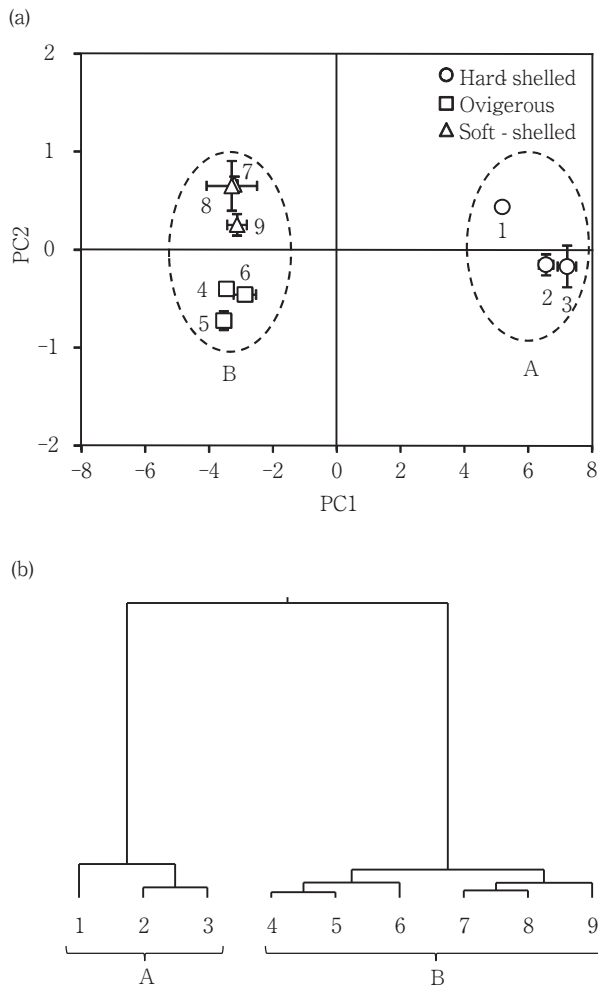 (a)
2
1
0
−1
−2
PC2
Hard shelled
Ovigerous
Soft - shelled
7
8
9
4
6
5
B
1
2
3
A
−8 −6 −4 −2 0 2 4 6 8
PC1
(b)
1 2 3 4 5 6 7 8 9
A B